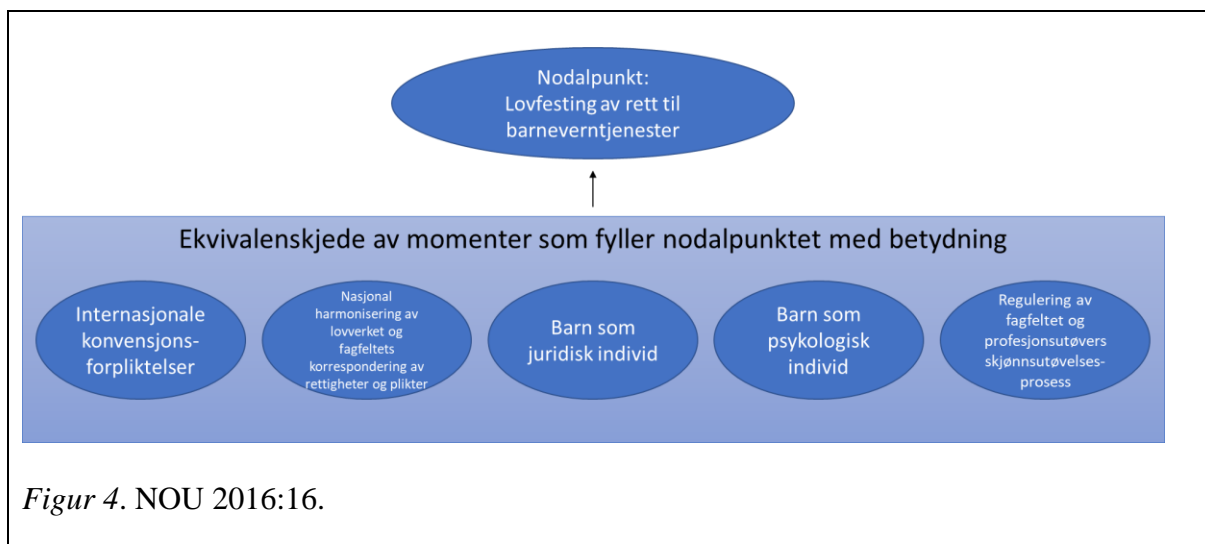 Nodalpunkt:
Lovfesting av rett til
barneverntjenester
Ekvivalenskjede av momenter som fyller nodalpunktet med betydning
Internasjonale
konvensjons-
forpliktelser
Nasjonal
harmonisering av
lovverket og
fagfeltets
korrespondering av
rettigheter og plikter
Barn som
juridisk individ
Barn som
psykologisk
individ
Regulering av
fagfeltet og
profesjonsutøvers
skjønnsutøvelses-
prosess
Figur 4. NOU 2016:16.